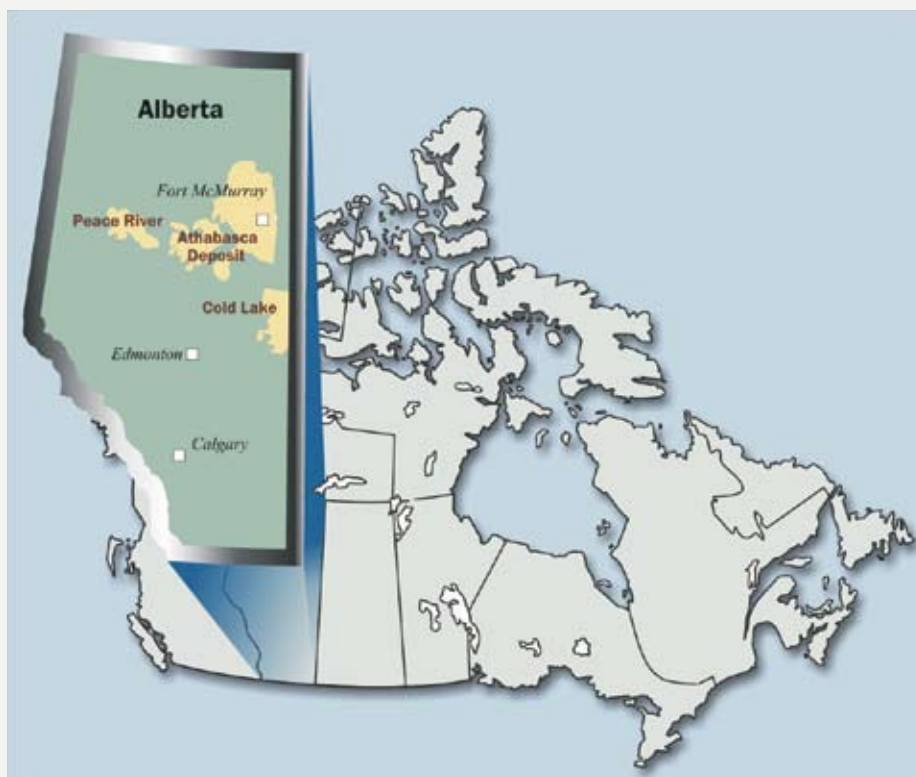 Alberta
Fort McMurray
Peace River
Athabasca
Deposit
Cold Lake
Edmonton
Calgary